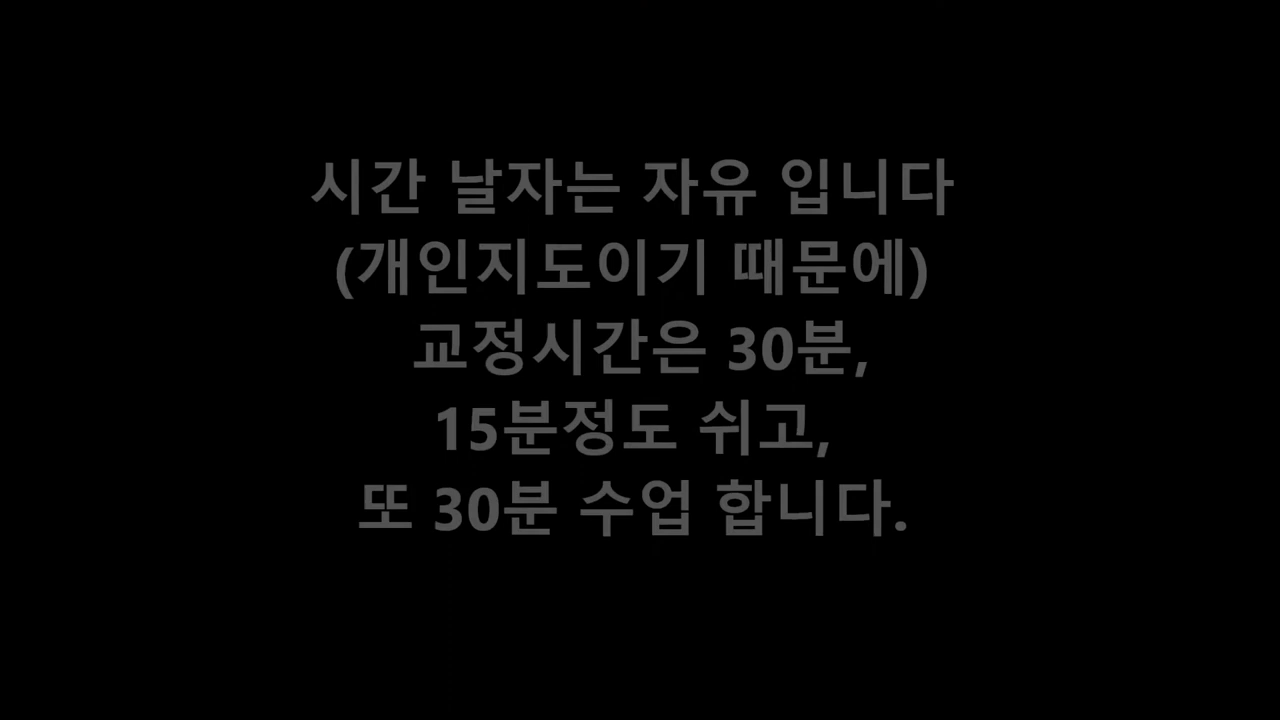 시간 날자는 자유 입니다
(개인지도이기 때문에)
교정시간은 30분,
15분정도 쉬고,
또 30분 수업 합니다.